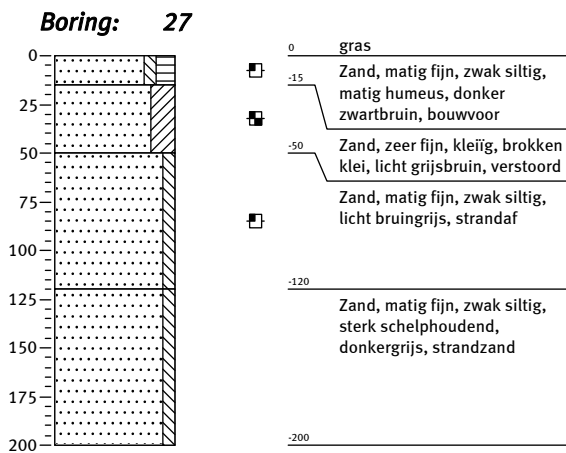 Boring: 27
0
25
50
75
100
125
150
175
200
0
gras
-15
Zand, matig fijn, zwak siltig,
matig humeus, donker
zwartbruin, bouwvoor
-50
Zand, zeer fijn, kleiïg, brokken
klei, licht grijsbruin, verstoord
Zand, matig fijn, zwak siltig,
licht bruingrijs, strandaf
-120
Zand, matig fijn, zwak siltig,
sterk schelphoudend,
donkergrijs, strandzand
-200